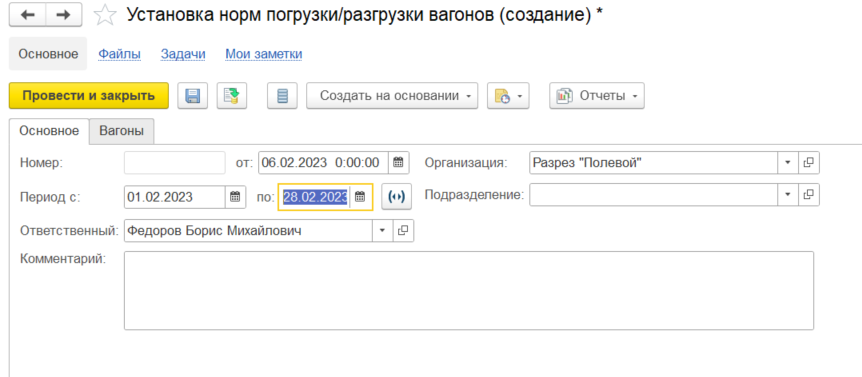 Установка норм погрузки/разгрузки вагонов (создание) *
Основное Файлы Задачи Мои заметки
Провести и закрыть Создать на основании Отчеты
Основное Вагоны
Номер: от: 06.02.2023 0:00:00 Организация: Разрез "Полевой"
Период с: 01.02.2023 по: 28.02.2023 Подразделение:
Ответственный: Федоров Борис Михайлович
Комментарий: